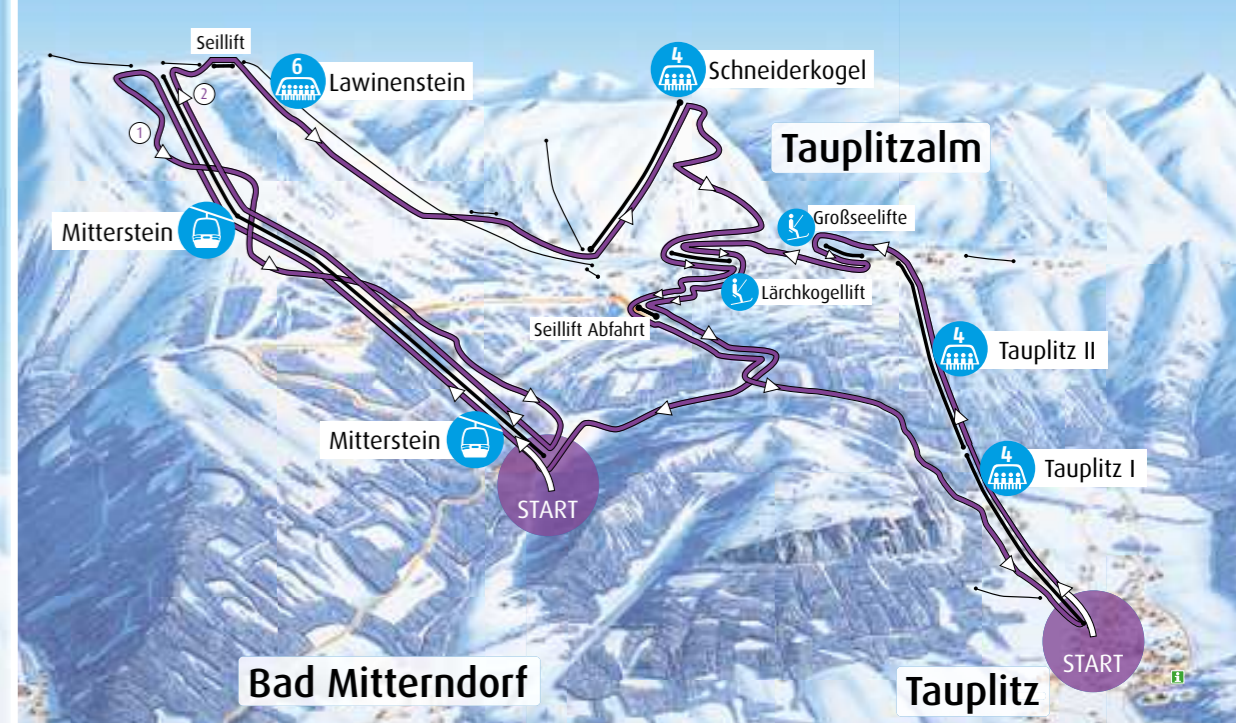 Seillift
6
Lawinenstein
4
Schneiderkogel
Tauplitzalm
2
1
Mitterstein
Großseelifte
Lärchkogellift
Seillift Abfahrt
4
Tauplitz II
Mitterstein
4
Tauplitz I
START
START
Bad Mitterndorf
Tauplitz
i